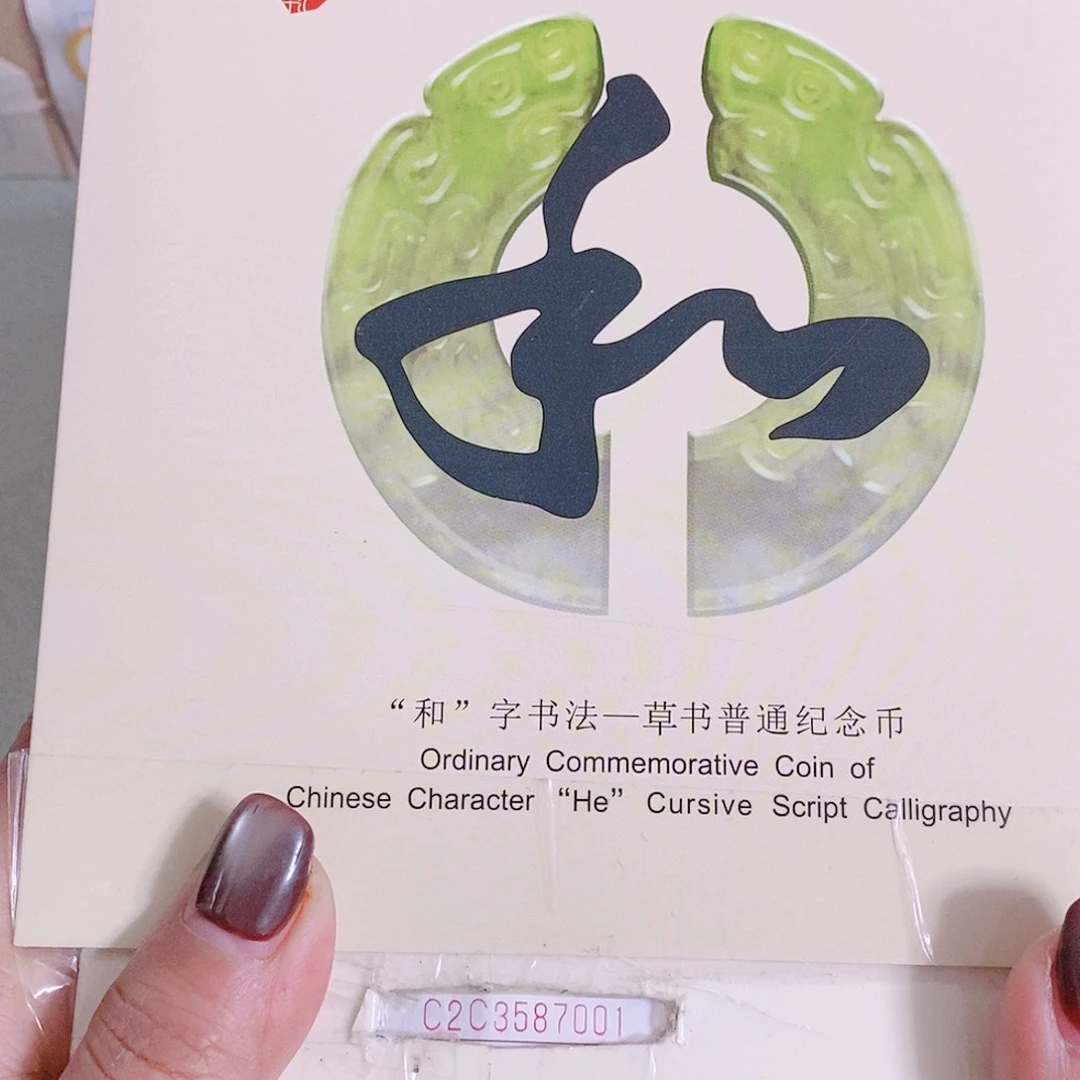 和
“和”字书法—草书普通纪念币
Ordinary Commemorative Coin of
Chinese Character “He” Cursive Script Calligraphy
C2C3587001